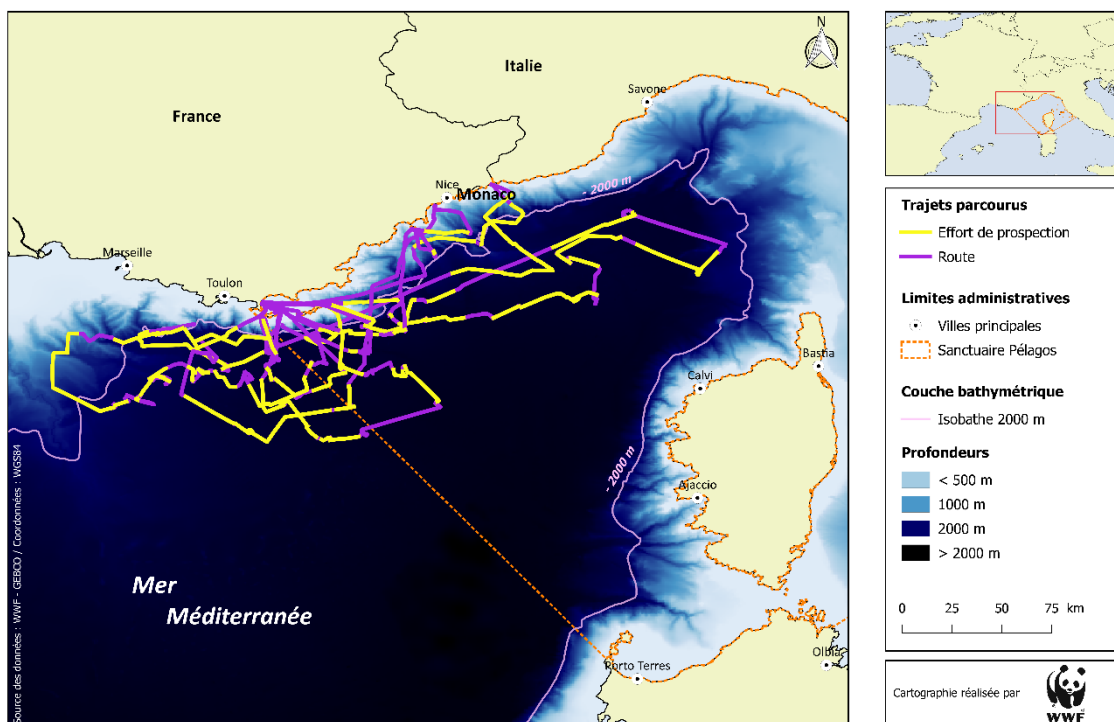 N
Italie
Savone
France
Nice
Monaco
- 2000 m
Marseille
Toulon
Calvi
Bastia
- 2000 m
Ajaccio
Mer
Méditerranée
Porto Terres
Olbia
Source des données : WWF - GEBCO / Coordonnées : WGS84
Trajets parcourus
Effort de prospection
Route
Limites administratives
Villes principales
Sanctuaire Pélagos
Couche bathymétrique
Isobathe 2000 m
Profondeurs
< 500 m
1000 m
2000 m
> 2000 m
0 25 50 75 km
Cartographie réalisée par
WWF